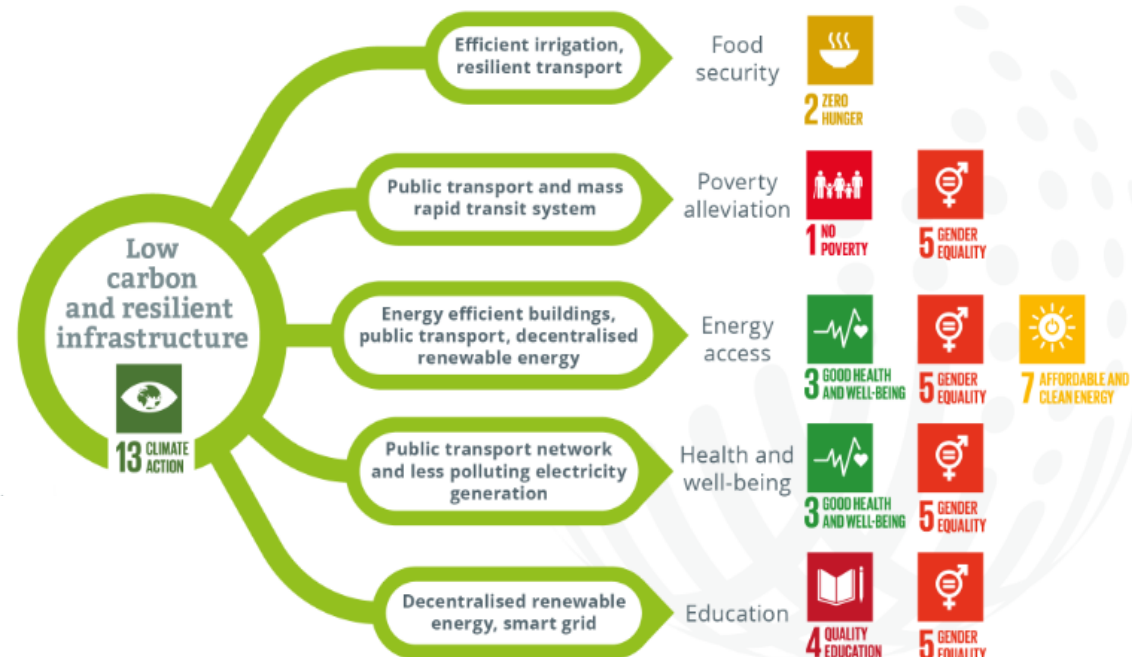 Low
carbon
and resilient
infrastructure
13 CLIMATE
ACTION
Efficient irrigation,
resilient transport
Food
security
2 ZERO
HUNGER
Public transport and mass
rapid transit system
Poverty
alleviation
1 NO
POVERTY
5 GENDER
EQUALITY
Energy efficient buildings,
public transport, decentralised
renewable energy
Energy
access
3 GOOD HEALTH
AND WELL-BEING
5 GENDER
EQUALITY
7 AFFORDABLE AND
CLEAN ENERGY
Public transport network
and less polluting electricity
generation
Health and
well-being
3 GOOD HEALTH
AND WELL-BEING
5 GENDER
EQUALITY
Decentralised renewable
energy, smart grid
Education
4 QUALITY
EDUCATION
5 GENDER
EQUALITY